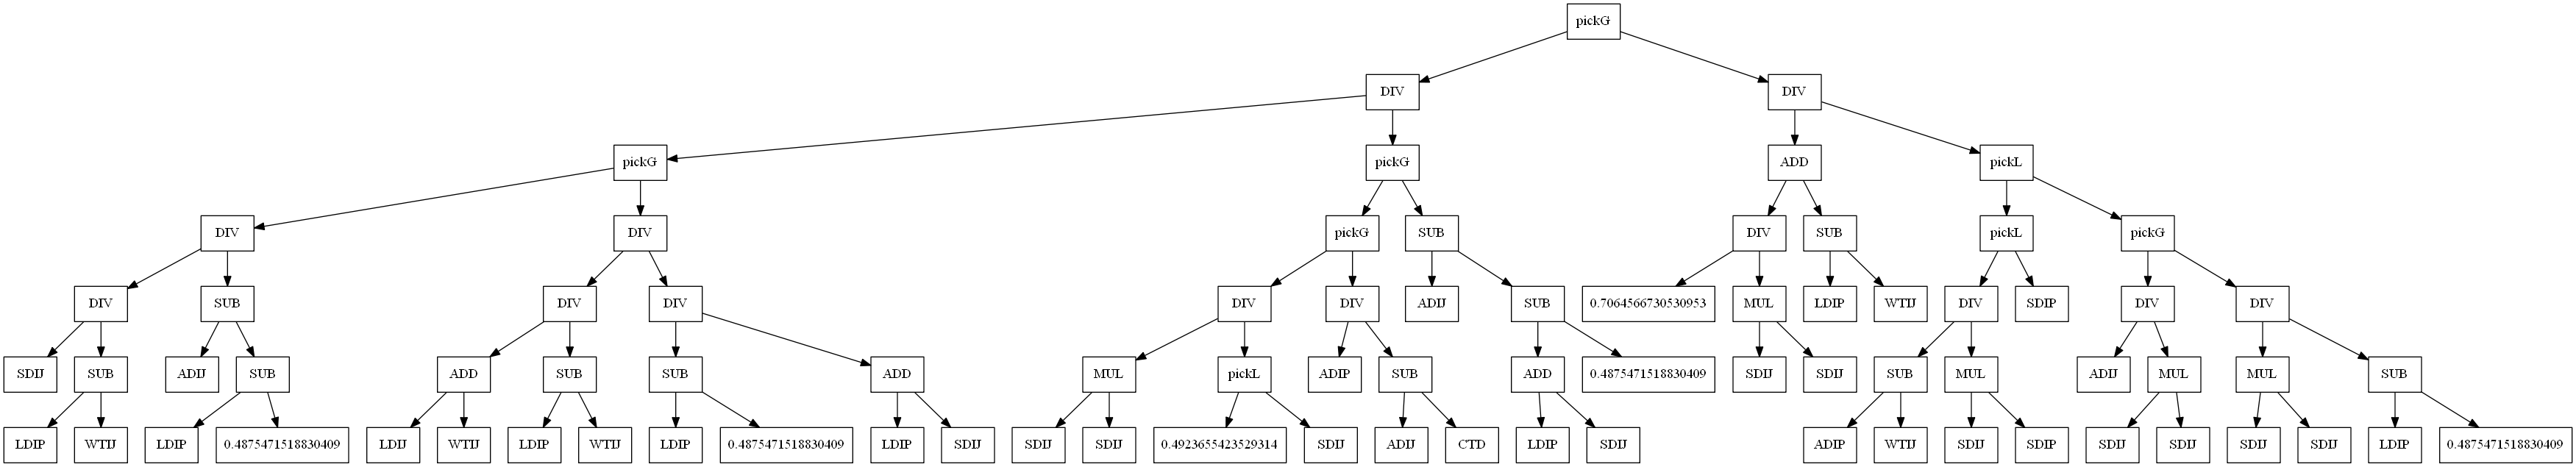 pickG
DIV DIV
pickG pickG ADD pickL
DIV DIV pickG SUB DIV SUB pickL pickG
DIV SUB DIV DIV DIV DIV ADIJ SUB 0.7064566730530953 MUL LDIP WTIJ DIV SDIP DIV DIV
SDIJ SUB ADIJ SUB ADD SUB SUB ADD MUL pickL ADIP SUB ADD 0.4875471518830409 SDIJ SDIJ SUB MUL ADIJ MUL MUL SUB
LDIP WTIJ LDIP 0.4875471518830409 LDIJ WTIJ LDIP WTIJ LDIP 0.4875471518830409 LDIP SDIJ SDIJ SDIJ 0.4923655423529314 SDIJ ADIJ CTD LDIP SDIJ ADIP WTIJ SDIJ SDIP SDIJ SDIJ SDIJ SDIJ LDIP 0.4875471518830409